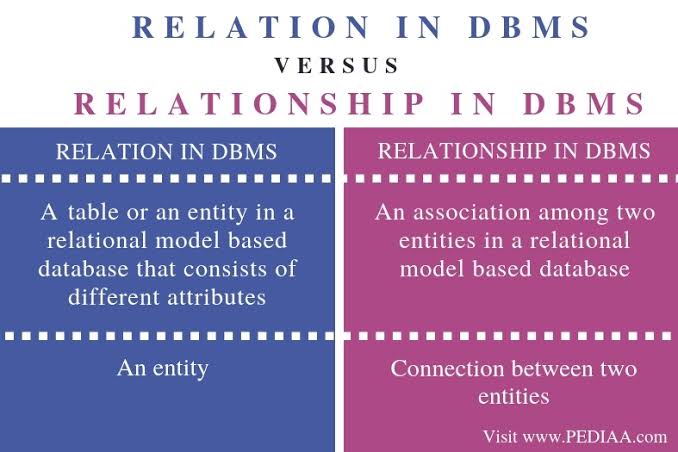 RELATION IN DBMS
VERSUS
RELATIONSHIP IN DBMS
RELATION IN DBMS
A table or an entity in a
relational model based
database that consists of
different attributes
An entity
RELATIONSHIP IN DBMS
An association among two
entities in a relational
model based database
Connection between two
entities
Visit www.PEDIAA.com